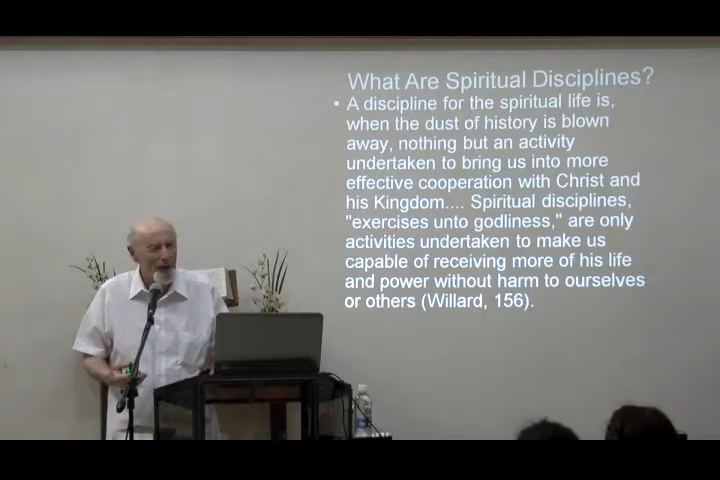 What Are Spiritual Disciplines?
• A discipline for the spiritual life is,
when the dust of history is blown
away, nothing but an activity
undertaken to bring us into more
effective cooperation with Christ and
his Kingdom.... Spiritual disciplines,
"exercises unto godliness," are only
activities undertaken to make us
capable of receiving more of his life
and power without harm to ourselves
or others (Willard, 156).